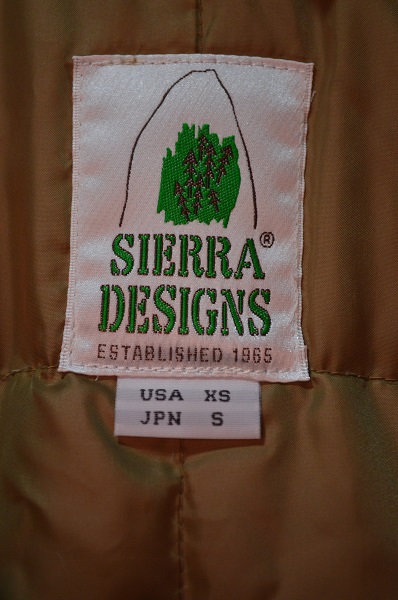 SIERRA®
DESIGNS
ESTABLISHED 1965
USA XS
JPN S